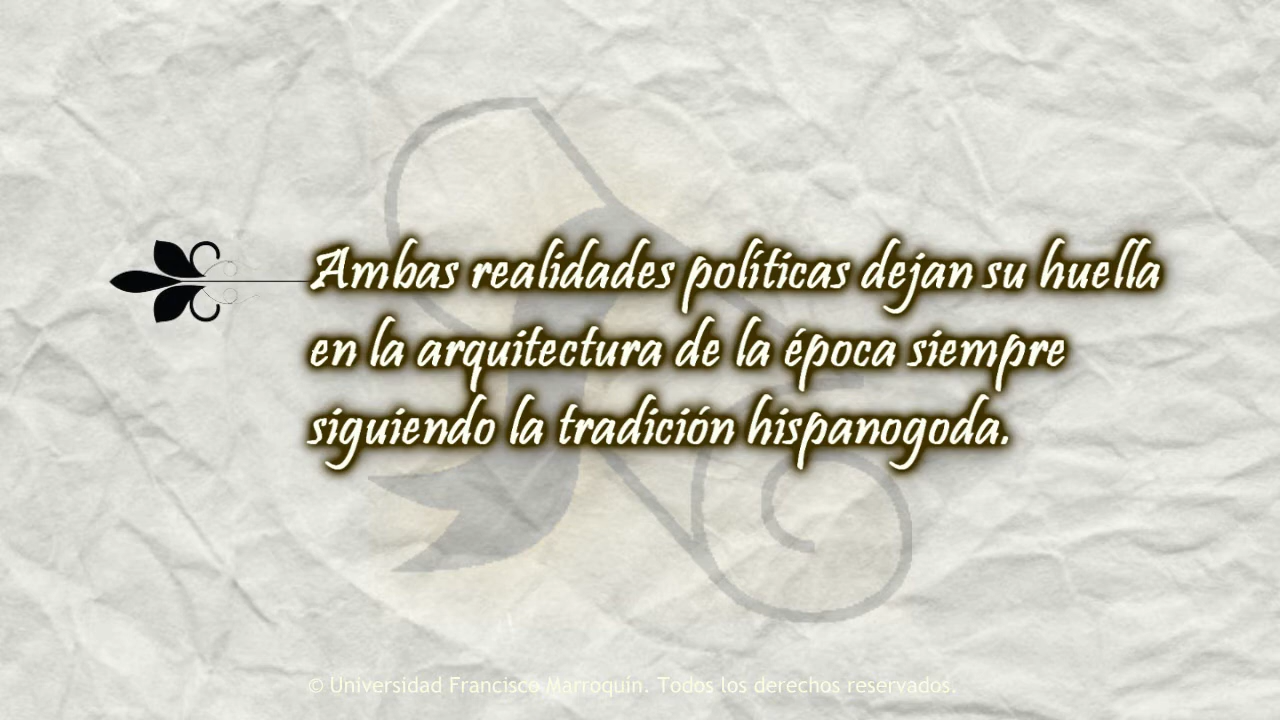 Ambas realidades políticas dejan su huella
en la arquitectura de la época siempre
siguiendo la tradición hispanogoda.
© Universidad Francisco Marroquín. Todos los derechos reservados.